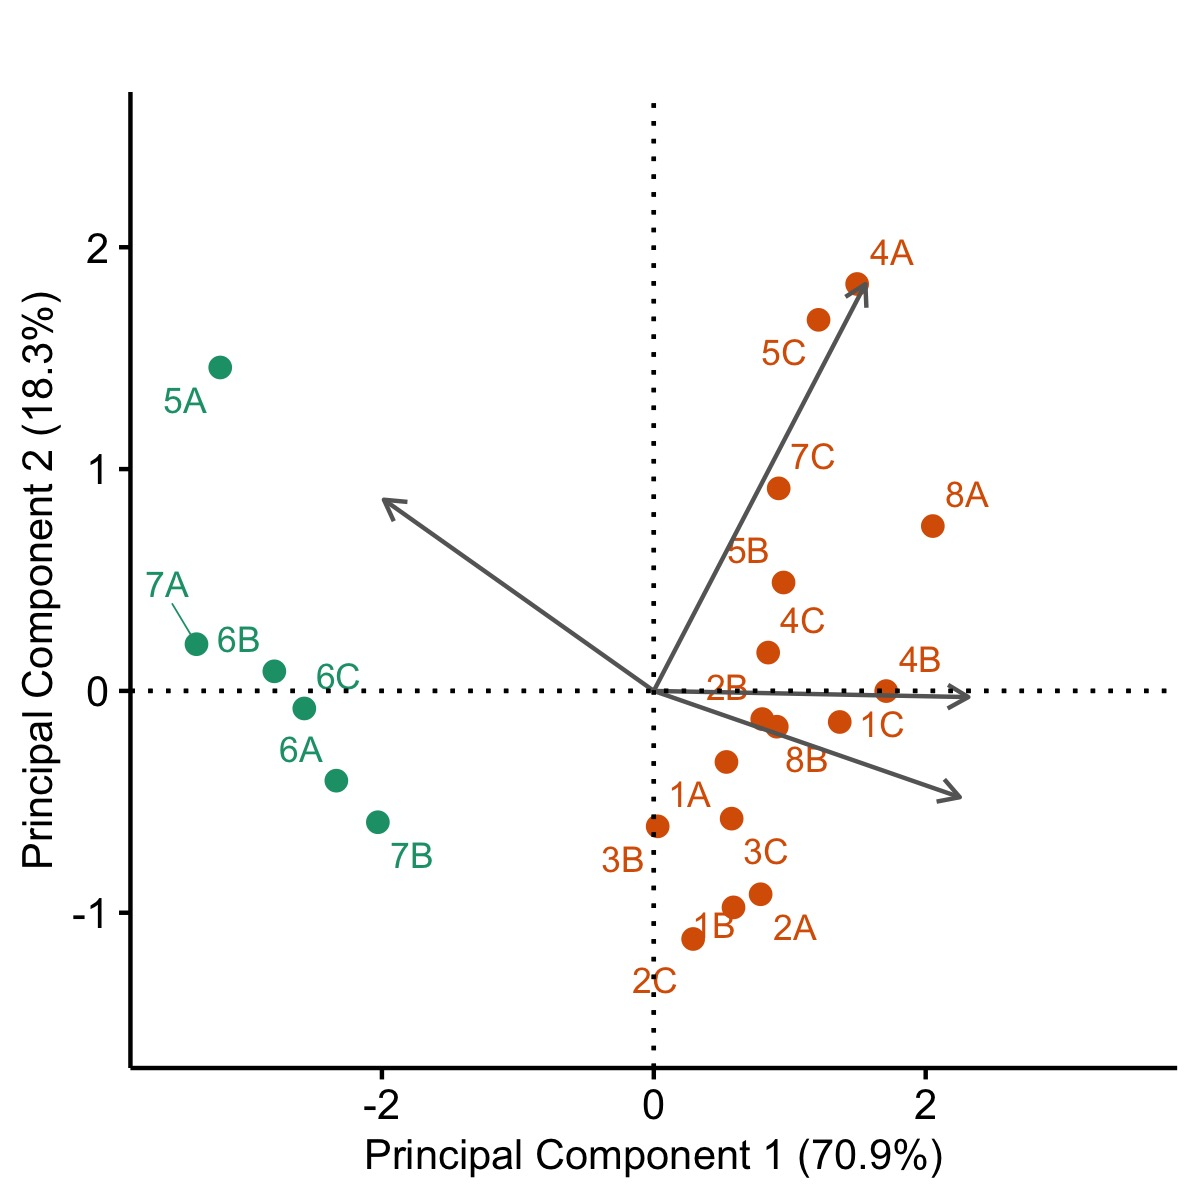 4A
2
5C
5A
7C
1
8A
5B
7A
4C
6B
4B
6C
2B
0
1C
6A
8B
1A
7B
3C
3B
-1
1B
2A
2C
-2
0
2
Principal Component 1 (70.9%)
Principal Component 2 (18.3%)